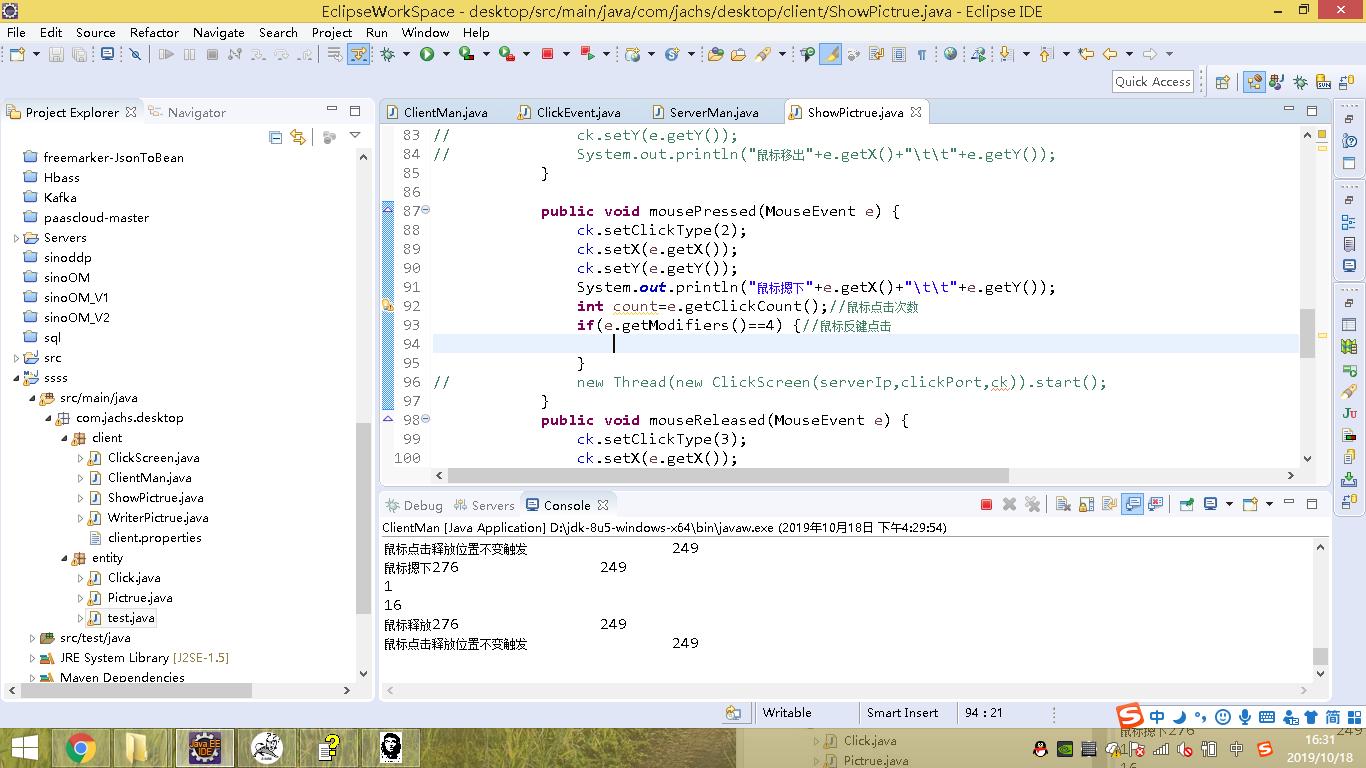 EclipseWorkSpace - desktop/src/main/java/com/jachs/desktop/client/ShowPictrue.java - Eclipse IDE
File Edit Source Refactor Navigate Search Project Run Window Help
Quick Access
Project Explorer Navigator
freemarker-JsonToBean
Hbass
Kafka
paascloud-master
Servers
sinoddp
sinoOM
sinoOM_V1
sinoOM_V2
sql
src
ssss
src/main/java
com.jachs.desktop
client
ClickScreen.java
ClientMan.java
ShowPictrue.java
WriterPictrue.java
client.properties
entity
Click.java
Pictrue.java
test.java
src/test/java
JRE System Library [J2SE-1.5]
Maven Dependencies
ClientMan.java ClickEvent.java ServerMan.java ShowPictrue.java
83 // ck.setY(e.getY());
84 // System.out.println("鼠标移出"+e.getX()+"\t\t"+e.getY());
85 }
86
87 public void mousePressed(MouseEvent e) {
88 ck.setClickType(2);
89 ck.setX(e.getX());
90 ck.setY(e.getY());
91 System.out.println("鼠标摁下"+e.getX()+"\t\t"+e.getY());
92 int count=e.getClickCount();//鼠标点击次数
93 if(e.getModifiers()==4) {//鼠标反键点击
94
95 }
96 // new Thread(new ClickScreen(serverIp,clickPort,ck)).start();
97 }
98 public void mouseReleased(MouseEvent e) {
99 ck.setClickType(3);
100 ck.setX(e.getX());
Debug Servers Console
ClientMan [Java Application] D:\jdk-8u5-windows-x64\bin\javaw.exe (2019年10月18日 下午4:29:54)
鼠标点击释放位置不变触发 249
鼠标摁下276 249
1
16
鼠标释放276 249
鼠标点击释放位置不变触发 249
Writable Smart Insert 94 : 21
中 简
Click.java
Pictrue.java
鼠标摁下276 249
16
中
16:31
2019/10/18